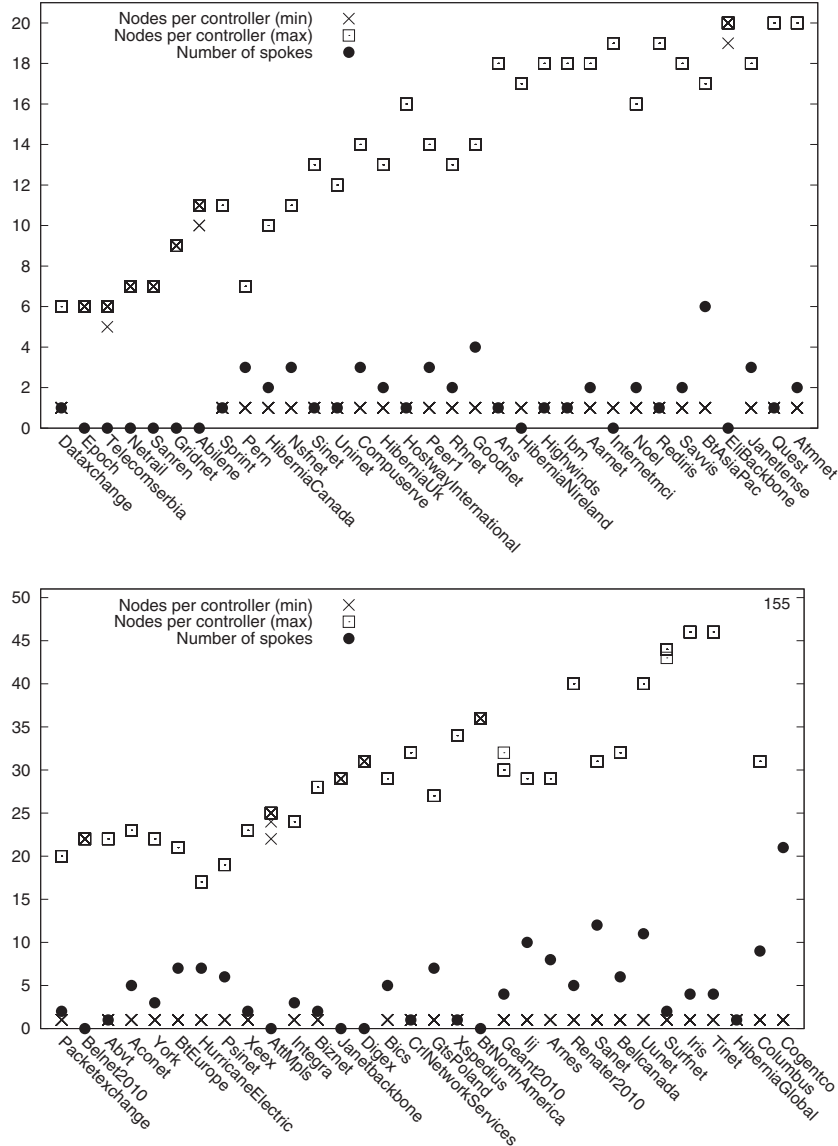 Nodes per controller (min)
Nodes per controller (max)
Number of spokes
20
18
16
14
12
10
8
6
4
2
0
Dataxchange
Epoch
Telecomserbia
Netrail
Sanren
Gridnet
Abilene
Sprint
Pern
HiberniaCanada
Nsfnet
Sinet
Uninet
Compuserve
HiberniaUk
HostwayInternational
Peer1
Rhnet
Goodnet
Ans
HiberniaNireland
Highwinds
Ibm
Aarnet
Internetmci
Noel
Rediris
Savvis
BtAsiaPac
EliBackbone
Janetlense
Quest
Atmnet
Nodes per controller (min)
Nodes per controller (max)
Number of spokes
155
50
45
40
35
30
25
20
15
10
5
0
Packetexchange
Belnet2010
Abvt
Aconet
York
BtEurope
HurricaneElectric
Psinet
Xeex
AttMpls
Integra
Biznet
Janetbackbone
Digex
Bics
CrlNetworkServices
GtsPoland
Xspedius
BtNorthAmerica
Geant2010
Iij
Arnes
Renater2010
Sanet
Bellcanada
Uunet
Surfnet
Iris
Tinet
HiberniaGlobal
Columbus
Cogentco